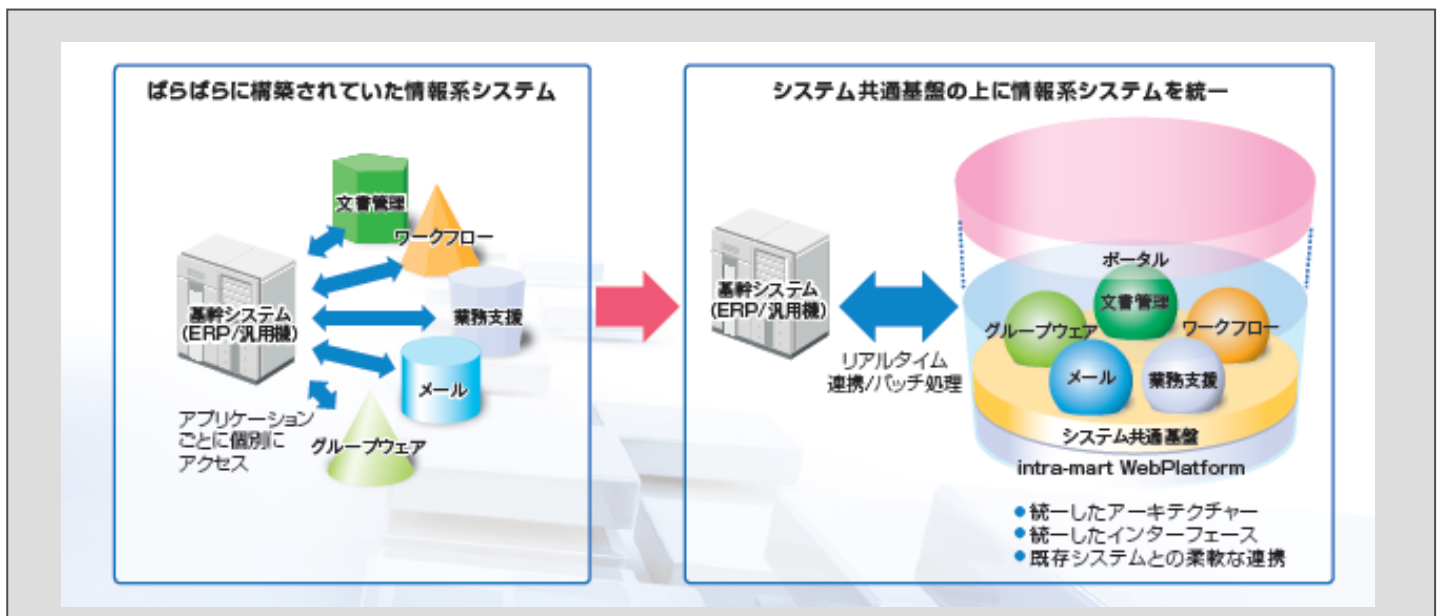 ばらばらに構築されていた情報系システム
文書管理
ワークフロー
基幹システム
(ERP/汎用機)
業務支援
メール
アプリケーション
ごとに個別に
アクセス
グループウェア
システム共通基盤の上に情報系システムを統一
基幹システム
(ERP/汎用機)
リアルタイム
連携/バッチ処理
ポータル
文書管理
グループウェア
ワークフロー
メール
業務支援
システム共通基盤
intra-mart WebPlatform
●統一したアーキテクチャー
●統一したインターフェース
●既存システムとの柔軟な連携